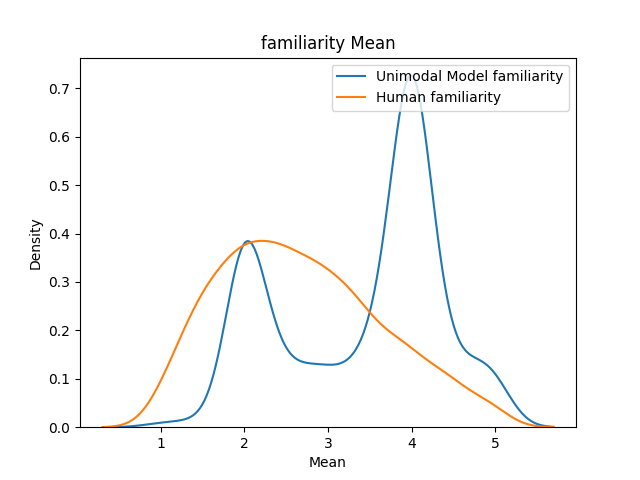 familiarity Mean
Unimodal Model familiarity
Human familiarity
0.7
0.6
0.5
0.4
0.3
0.2
0.1
0.0
Density
1 2 3 4 5
Mean